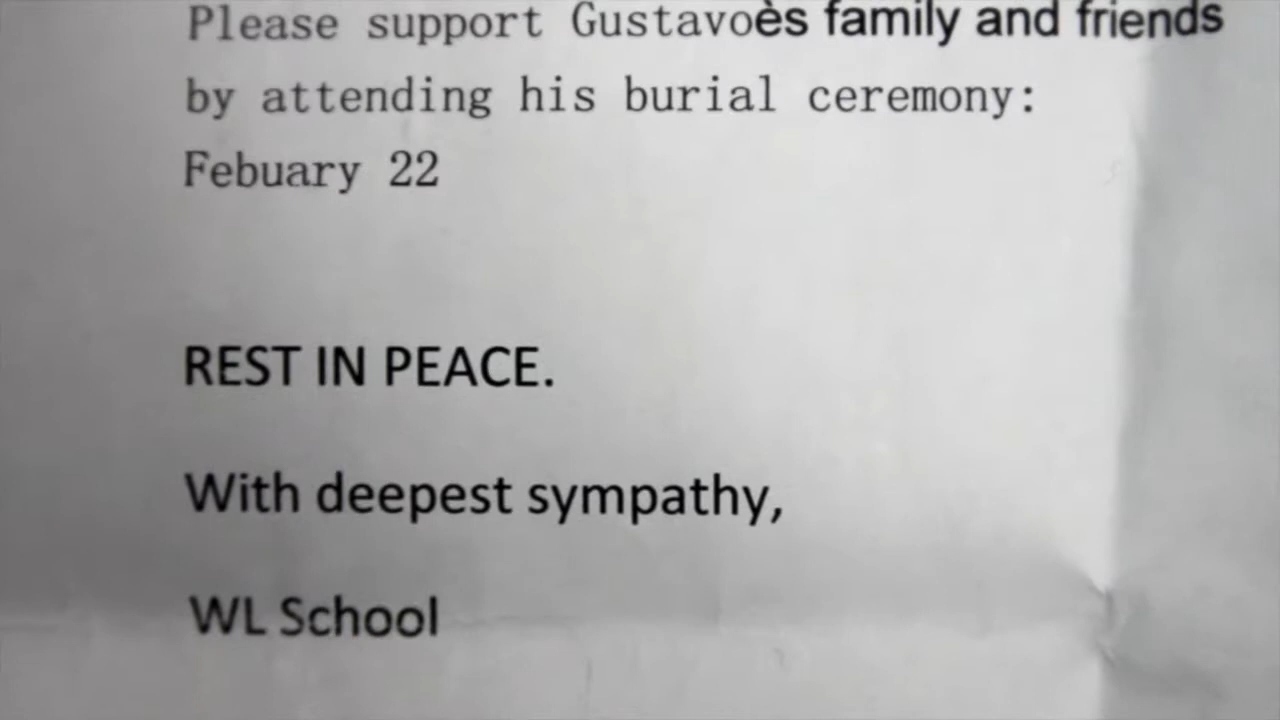 Please support Gustavoès family and friends
by attending his burial ceremony:
Febuary 22
REST IN PEACE.
With deepest sympathy,
WL School